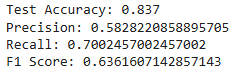 Test Accuracy: 0.837
Precision: 0.5828220858895705
Recall: 0.7002457002457002
F1 Score: 0.6361607142857143